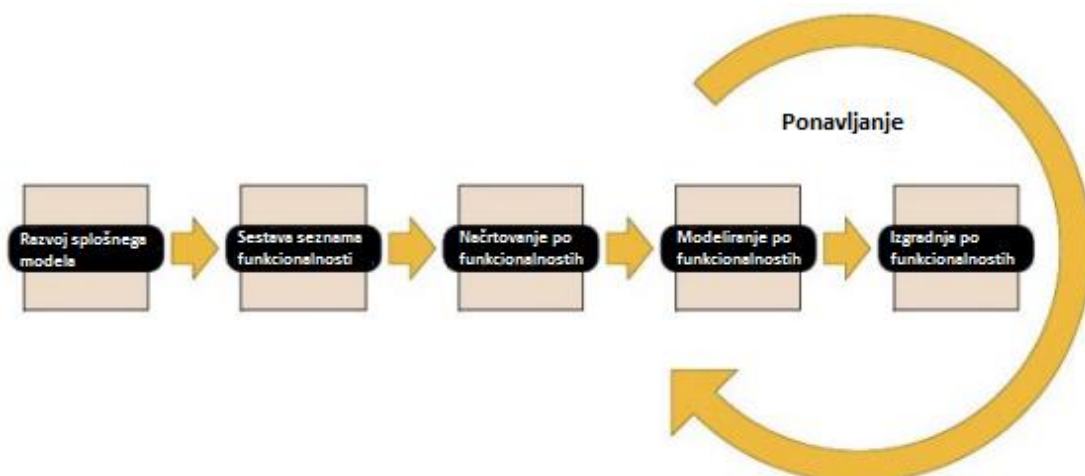 Ponavljanje
Razvoj splošnega
modela
Sestava seznama
funkcionalnosti
Načrtovanje po
funkcionalnostih
Modeliranje po
funkcionalnostih
Izgradnja po
funkcionalnostih